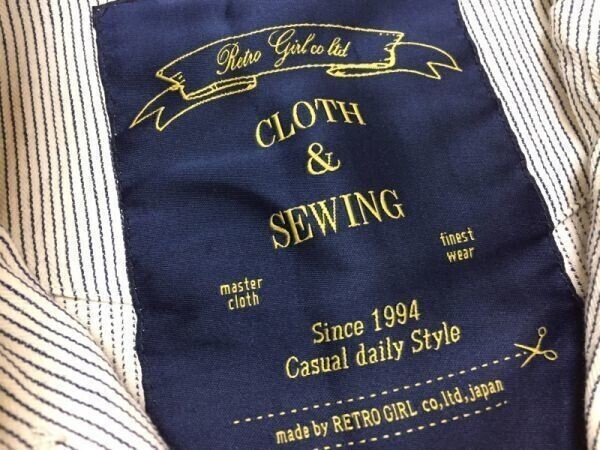 Retro Girl co ltd
CLOTH
&
SEWING
master
cloth
finest
wear
Since 1994
Casual daily Style
made by RETRO GIRL co,ltd,japan